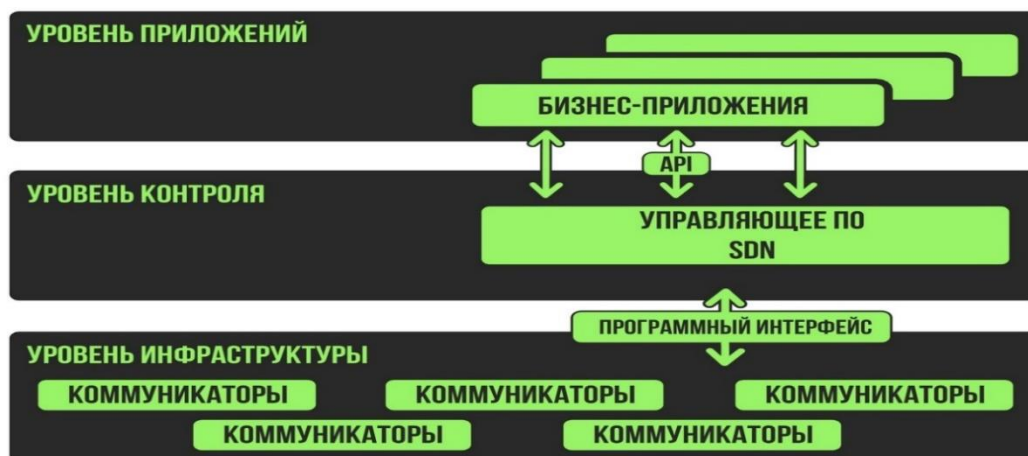 УРОВЕНЬ ПРИЛОЖЕНИЙ
БИЗНЕС-ПРИЛОЖЕНИЯ
API
УРОВЕНЬ КОНТРОЛЯ
УПРАВЛЯЮЩЕЕ ПО
SDN
ПРОГРАММНЫЙ ИНТЕРФЕЙС
УРОВЕНЬ ИНФРАСТРУКТУРЫ
КОММУНИКАТОРЫ
КОММУНИКАТОРЫ
КОММУНИКАТОРЫ
КОММУНИКАТОРЫ
КОММУНИКАТОРЫ